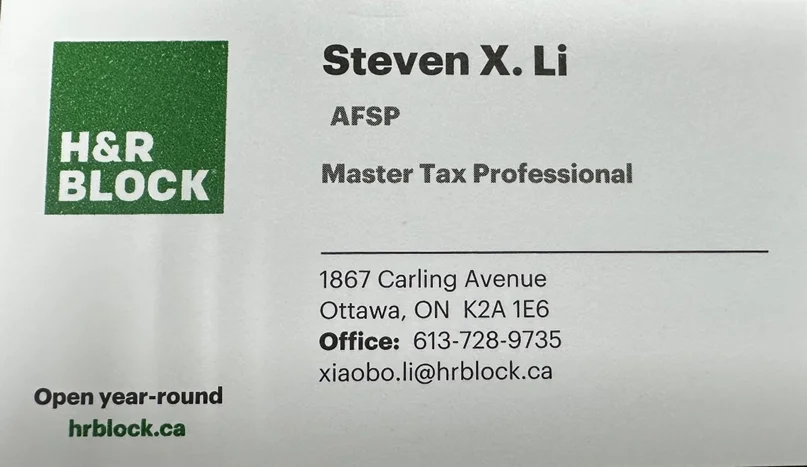 H&R
BLOCK
Steven X. Li
AFSP
Master Tax Professional
1867 Carling Avenue
Ottawa, ON K2A 1E6
Office: 613-728-9735
xiaobo.li@hrblock.ca
Open year-round
hrblock.ca